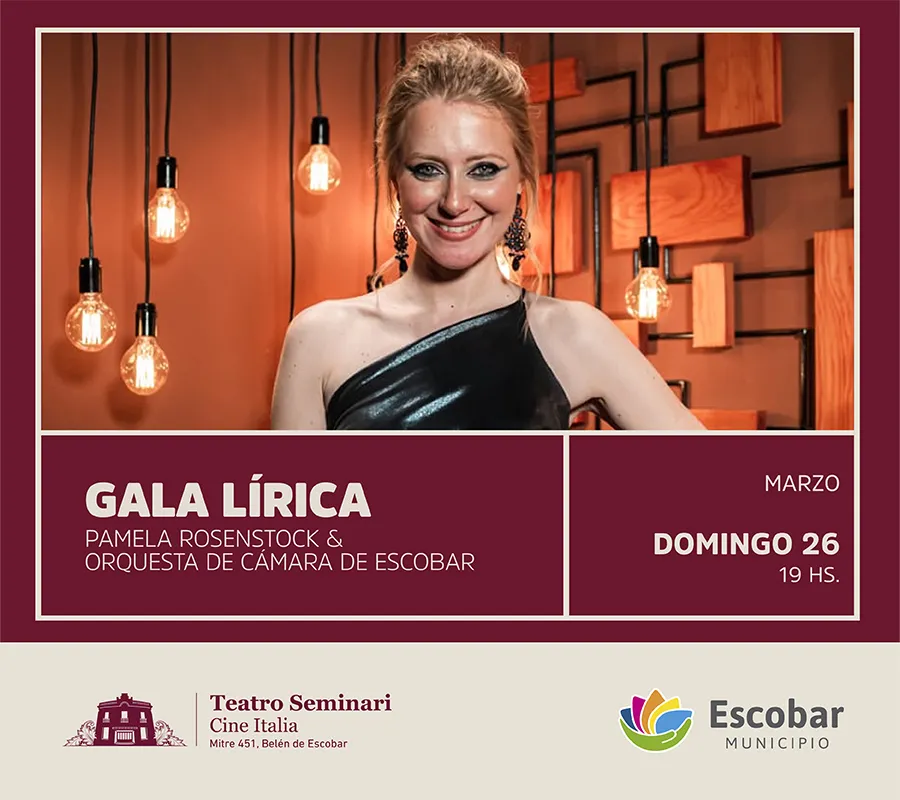 GALA LÍRICA
PAMELA ROSENSTOCK &
ORQUESTA DE CÁMARA DE ESCOBAR
MARZO
DOMINGO 26
19 HS.
Teatro Seminari
Cine Italia
Mitre 451, Belén de Escobar
Escobar
MUNICIPIO